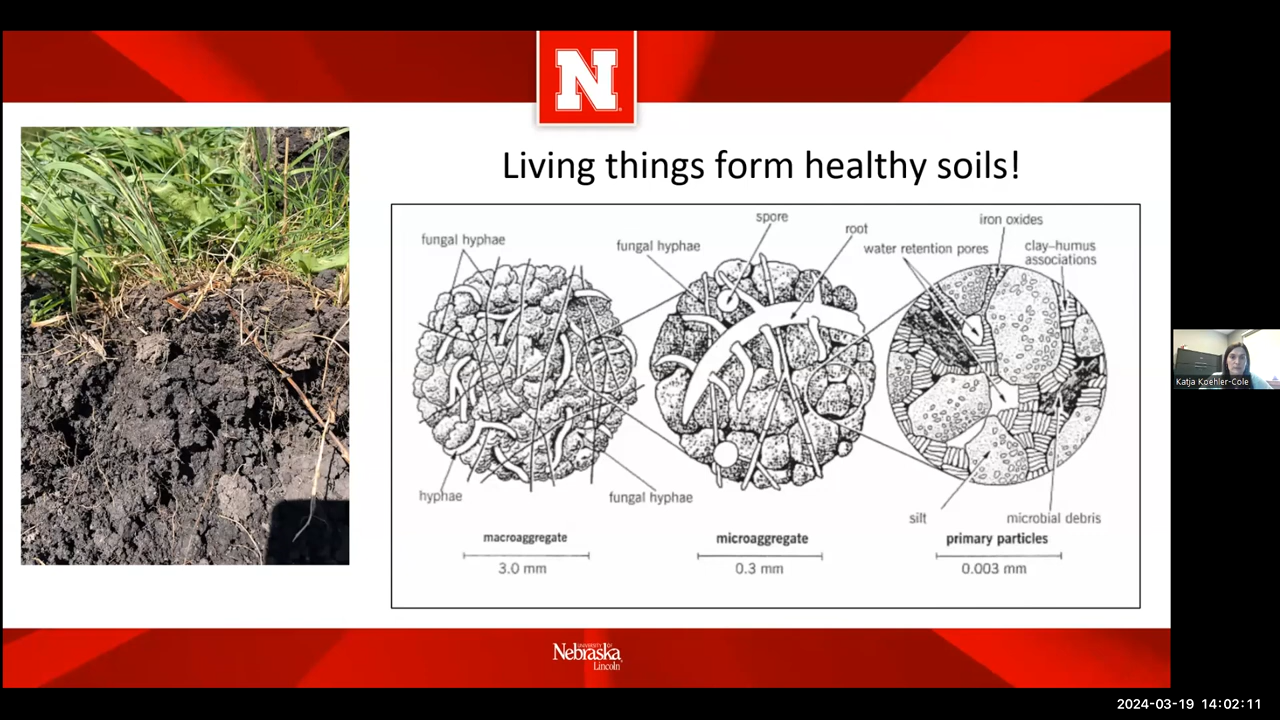 N
Living things form healthy soils!
spore
iron oxides
root
fungal hyphae
fungal hyphae
water retention pores
clay–humus
associations
hyphae
fungal hyphae
silt
microbial debris
macroaggregate
microaggregate
primary particles
3.0 mm
0.3 mm
0.003 mm
Katja Koehler-Cole
UNIVERSITY OF
Nebraska
Lincoln
2024-03-19 14:02:11